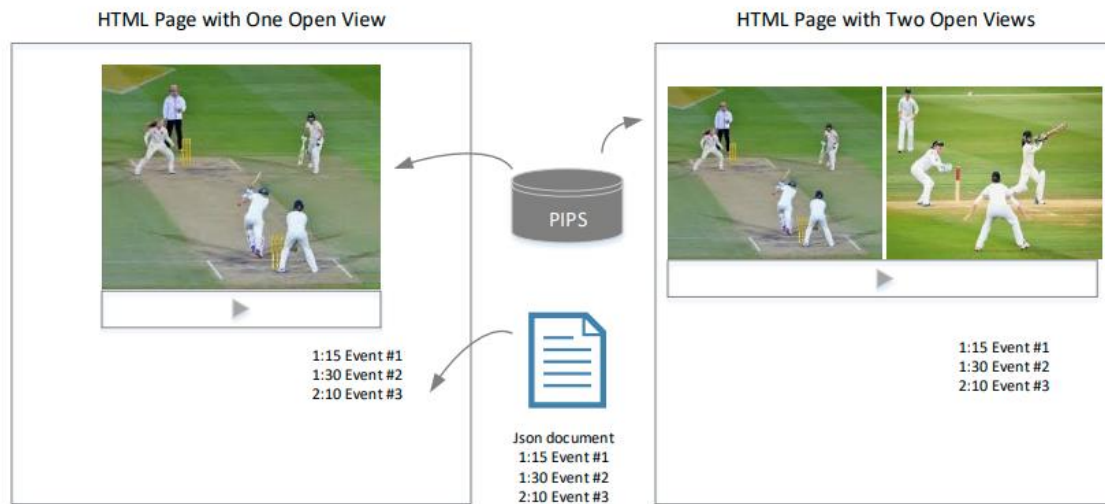 HTML Page with One Open View
HTML Page with Two Open Views
PIPS
1:15 Event #1
1:30 Event #2
2:10 Event #3
Json document
1:15 Event #1
1:30 Event #2
2:10 Event #3
1:15 Event #1
1:30 Event #2
2:10 Event #3